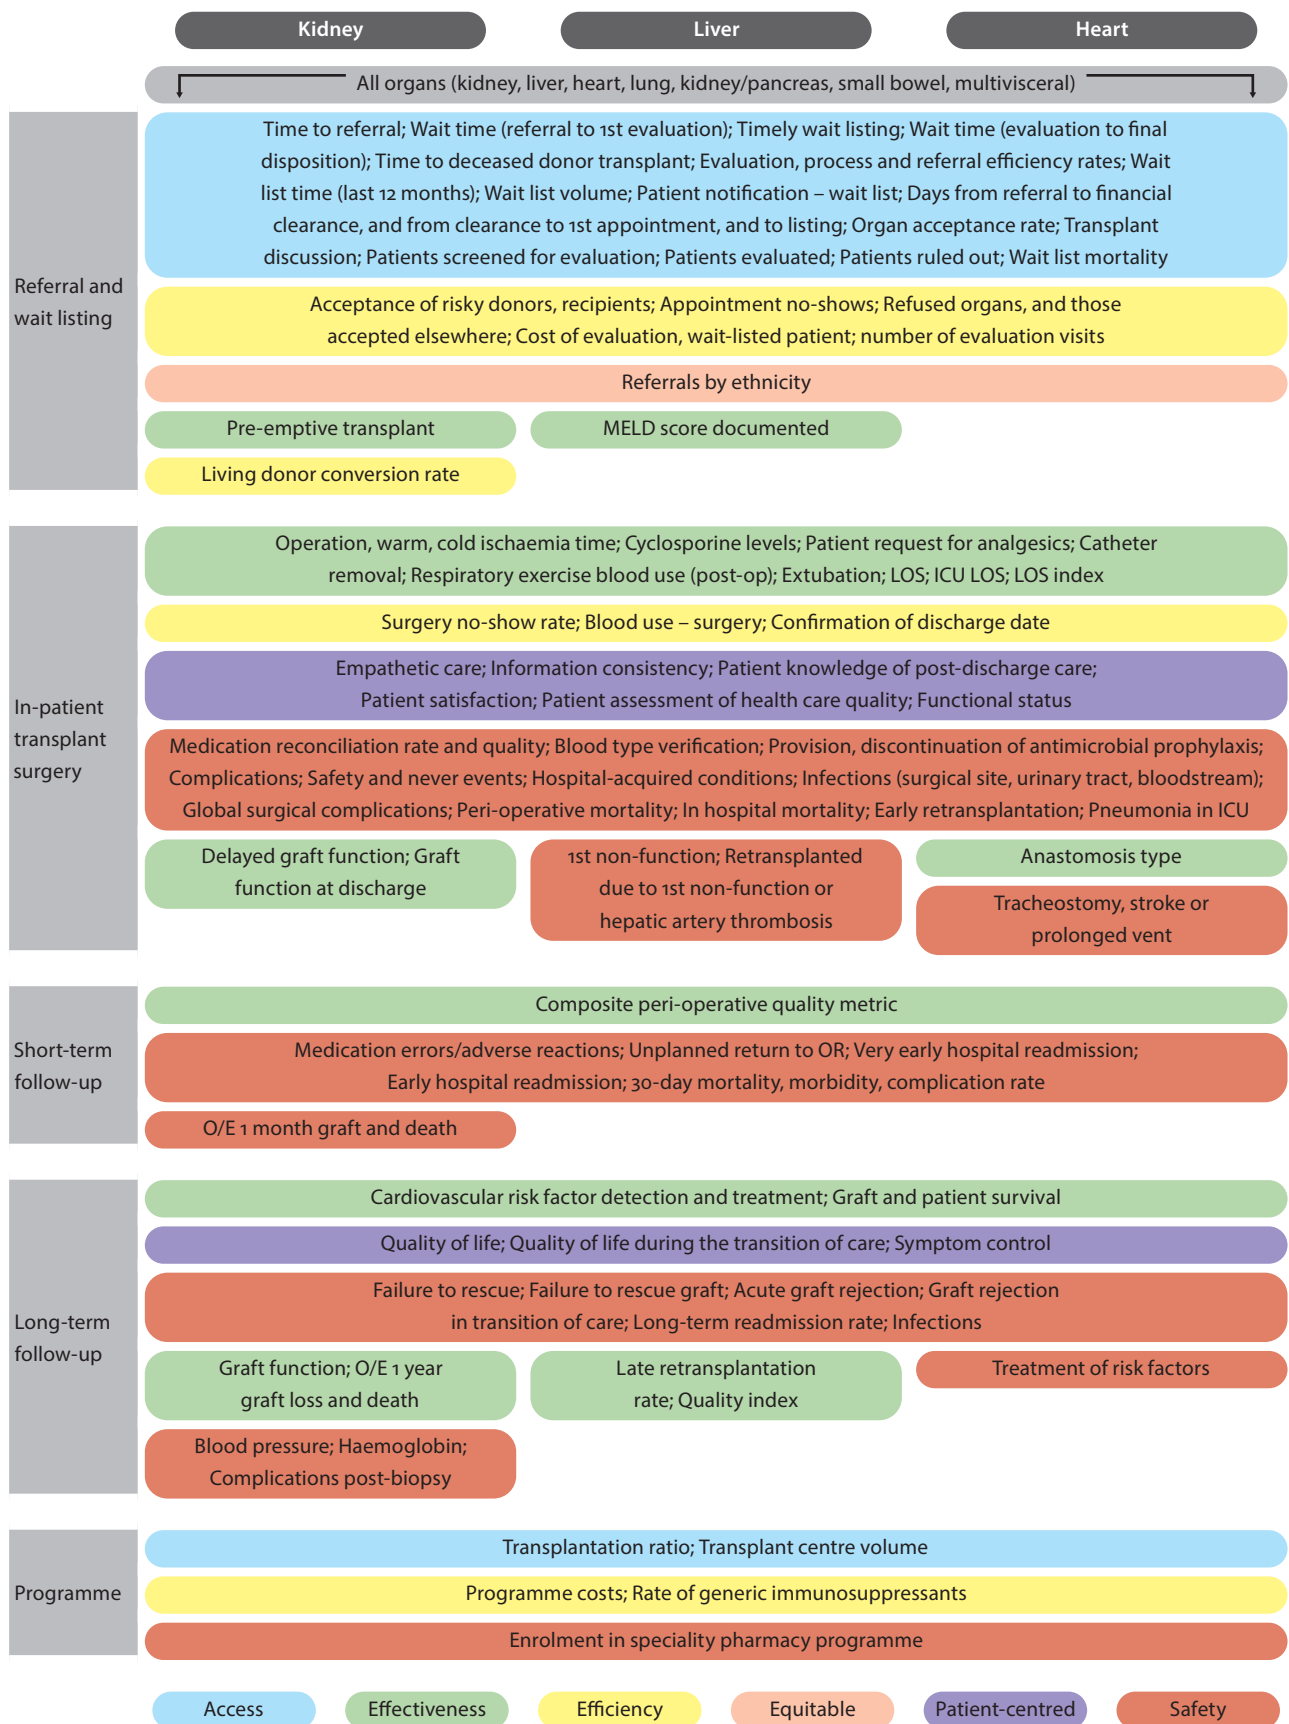 Kidney
Liver
Heart
All organs (kidney, liver, heart, lung, kidney/pancreas, small bowel, multivisceral)
Referral and
wait listing
Time to referral; Wait time (referral to 1st evaluation); Timely wait listing; Wait time (evaluation to final
disposition); Time to deceased donor transplant; Evaluation, process and referral efficiency rates; Wait
list time (last 12 months); Wait list volume; Patient notification – wait list; Days from referral to financial
clearance, and from clearance to 1st appointment, and to listing; Organ acceptance rate; Transplant
discussion; Patients screened for evaluation; Patients evaluated; Patients ruled out; Wait list mortality
Acceptance of risky donors, recipients; Appointment no-shows; Refused organs, and those
accepted elsewhere; Cost of evaluation, wait-listed patient; number of evaluation visits
Referrals by ethnicity
Pre-emptive transplant
MELD score documented
Living donor conversion rate
In-patient
transplant
surgery
Operation, warm, cold ischaemia time; Cyclosporine levels; Patient request for analgesics; Catheter
removal; Respiratory exercise blood use (post-op); Extubation; LOS; ICU LOS; LOS index
Surgery no-show rate; Blood use – surgery; Confirmation of discharge date
Empathetic care; Information consistency; Patient knowledge of post-discharge care;
Patient satisfaction; Patient assessment of health care quality; Functional status
Medication reconciliation rate and quality; Blood type verification; Provision, discontinuation of antimicrobial prophylaxis;
Complications; Safety and never events; Hospital-acquired conditions; Infections (surgical site, urinary tract, bloodstream);
Global surgical complications; Peri-operative mortality; In hospital mortality; Early retransplantation; Pneumonia in ICU
Delayed graft function; Graft
function at discharge
1st non-function; Retransplanted
due to 1st non-function or
hepatic artery thrombosis
Anastomosis type
Tracheostomy, stroke or
prolonged vent
Short-term
follow-up
Composite peri-operative quality metric
Medication errors/adverse reactions; Unplanned return to OR; Very early hospital readmission;
Early hospital readmission; 30-day mortality, morbidity, complication rate
O/E 1 month graft and death
Long-term
follow-up
Cardiovascular risk factor detection and treatment; Graft and patient survival
Quality of life; Quality of life during the transition of care; Symptom control
Failure to rescue; Failure to rescue graft; Acute graft rejection; Graft rejection
in transition of care; Long-term readmission rate; Infections
Graft function; O/E 1 year
graft loss and death
Late retransplantation
rate; Quality index
Treatment of risk factors
Blood pressure; Haemoglobin;
Complications post-biopsy
Programme
Transplantation ratio; Transplant centre volume
Programme costs; Rate of generic immunosuppressants
Enrolment in speciality pharmacy programme
Access
Effectiveness
Efficiency
Equitable
Patient-centred
Safety